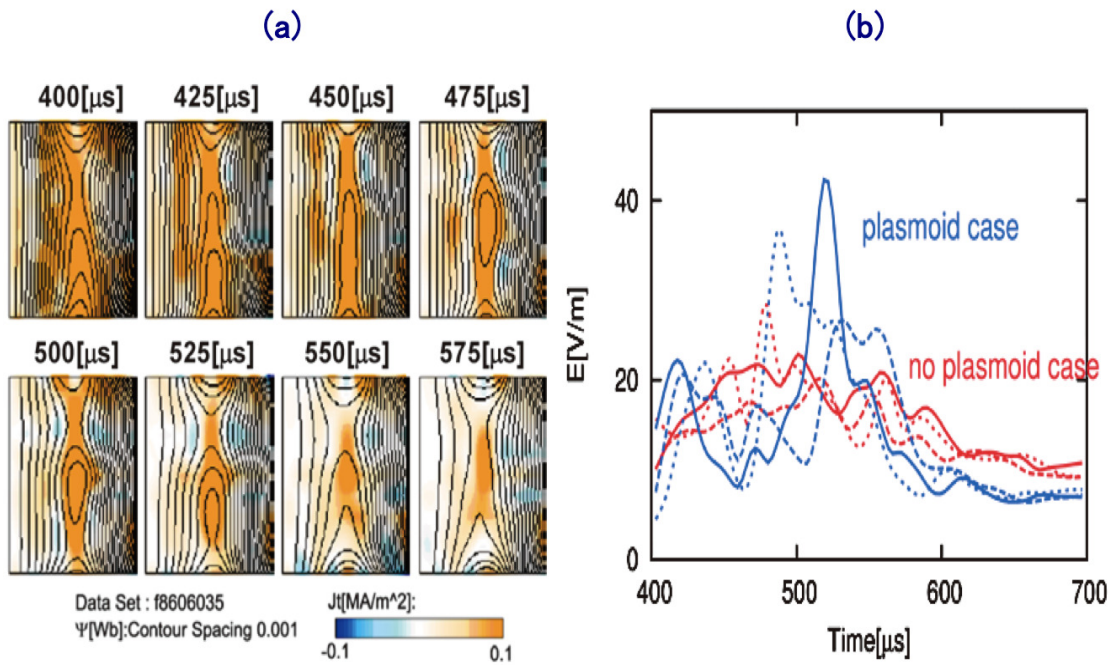 (a)
(b)
400[μs] 425[μs] 450[μs] 475[μs]
500[μs] 525[μs] 550[μs] 575[μs]
Data Set : f8606035
Ψ[Wb]:Contour Spacing 0.001
Jt[MA/m^2]:
-0.1 0.1
E[V/m]
40
20
0
plasmoid case
no plasmoid case
400 500 600 700
Time[μs]